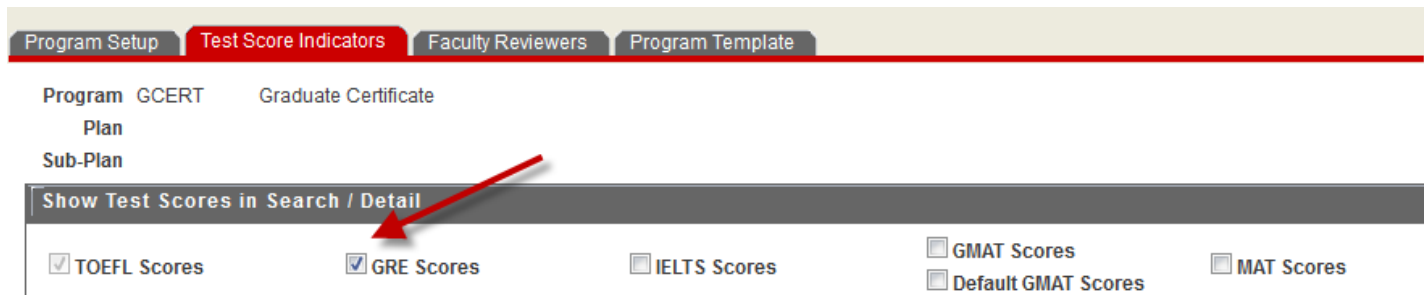 Program Setup Test Score Indicators Faculty Reviewers Program Template
Program GCERT Graduate Certificate
Plan
Sub-Plan
Show Test Scores in Search / Detail
TOEFL Scores GRE Scores IELTS Scores GMAT Scores MAT Scores
Default GMAT Scores